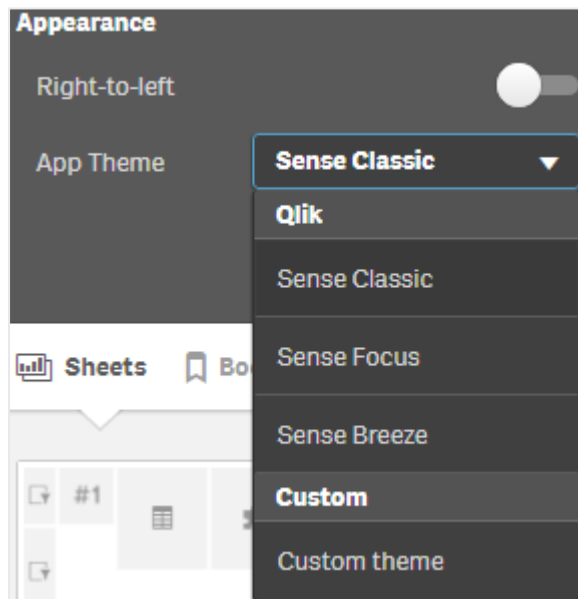 Appearance
Right-to-left
App Theme
Sense Classic
Qlik
Sense Classic
Sense Focus
Sense Breeze
Custom
Custom theme
Sheets
#1